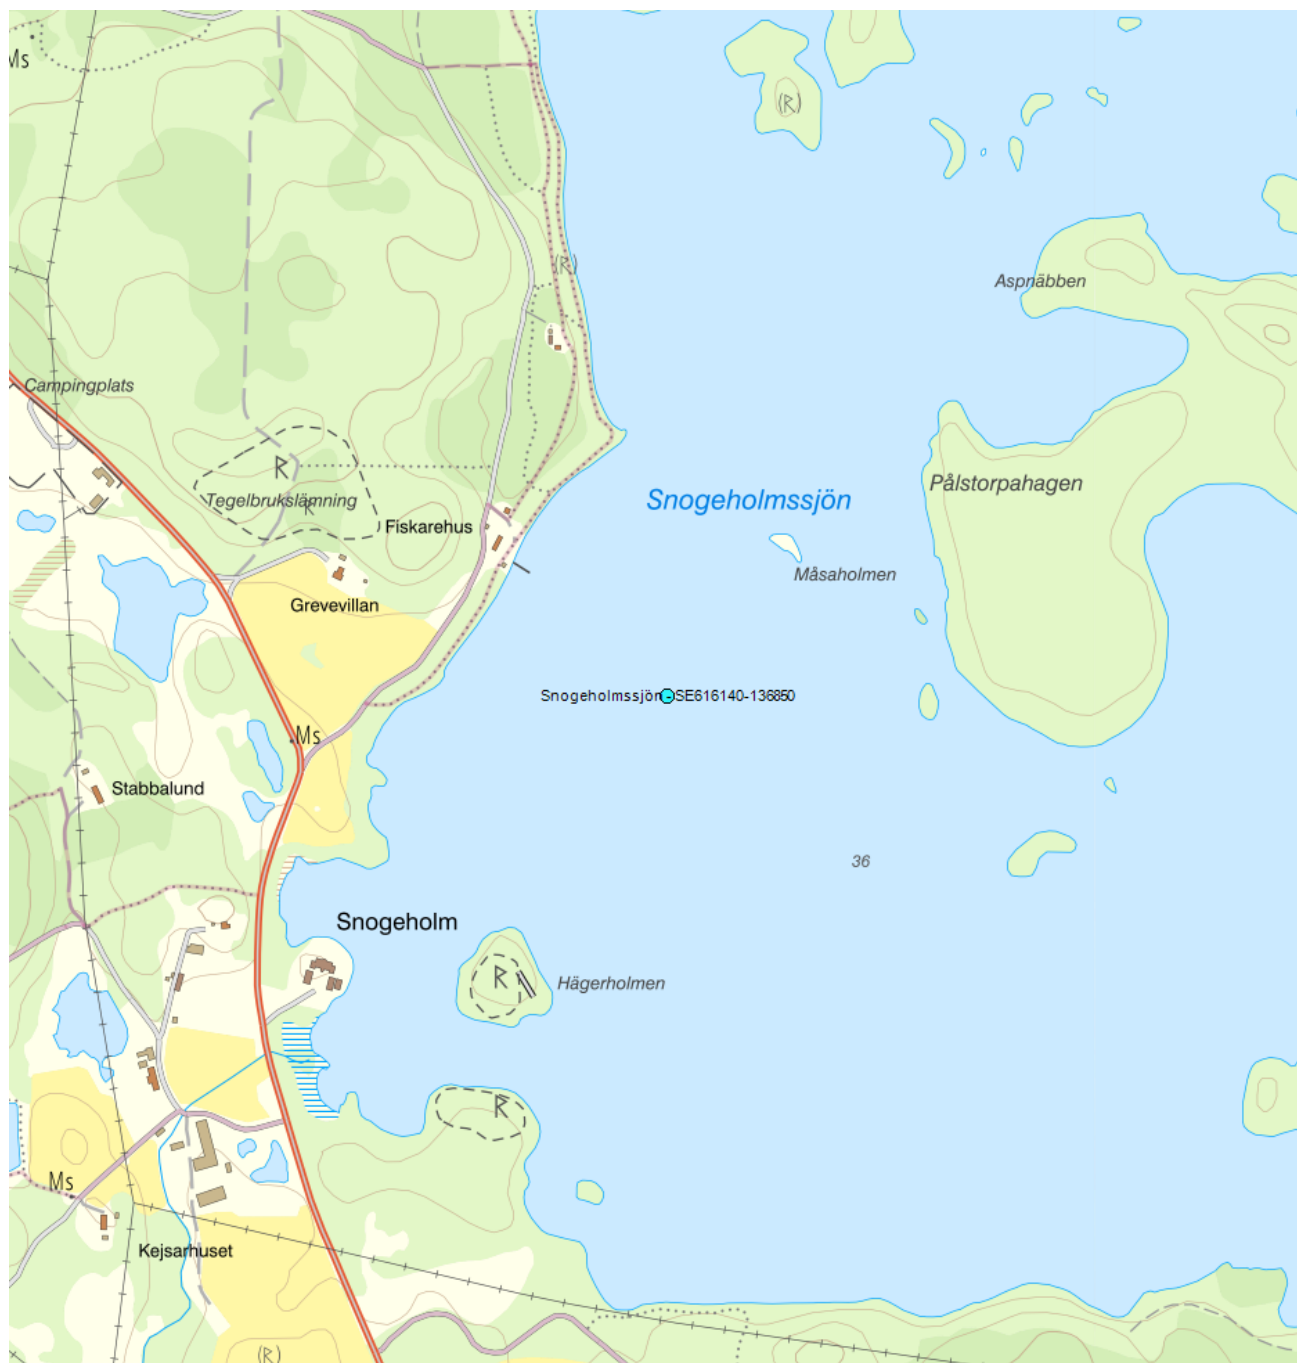 Ms
(R)
(R)
Aspnäbben
Campingplats
R
Tegelbrukslämning
R
Snogeholmssjön
Pålstorpahagen
Fiskarehus
Måsaholmen
Grevevillan
Snogeholmssjön - SE616140-136850
Ms
Stabbalund
36
Snogeholm
R
Hägerholmen
R
Ms
Kejsarhuset
(R)